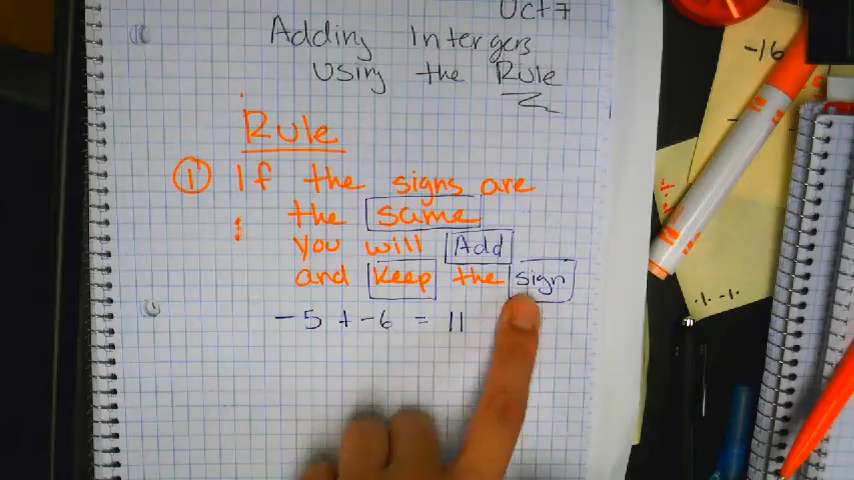 Oct 7
Adding Intergers
Using the Rule
Rule
① If the signs are
the same
you will Add
and keep the sign
-5 + -6 = 11
-16